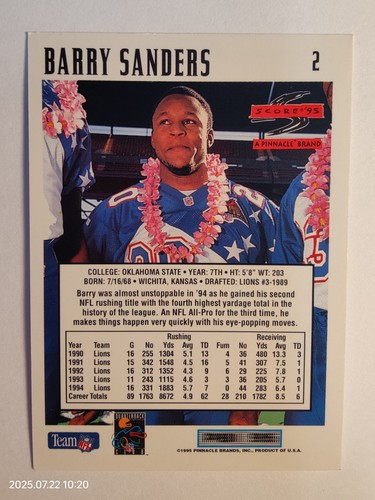 BARRY SANDERS 2
SCORE '95
A PINNACLE BRAND
20
COLLEGE: OKLAHOMA STATE • YEAR: 7TH • HT: 5'8" WT: 203
BORN: 7/16/68 • WICHITA, KANSAS • DRAFTED: LIONS #3-1989
Barry was almost unstoppable in '94 as he gained his second
NFL rushing title with the fourth highest yardage total in the
history of the league. An NFL All-Pro for the third time, he
makes things happen very quickly with his eye-popping moves.
Rushing Receiving
Year Team G No Yds Avg TD Fum No Yds Avg TD
1990 Lions 16 255 1304 5.1 13 4 36 480 13.3 3
1991 Lions 15 342 1548 4.5 16 5 41 307 7.5 1
1992 Lions 16 312 1352 4.3 9 6 29 225 7.8 1
1993 Lions 11 243 1115 4.6 3 3 36 205 5.7 0
1994 Lions 16 331 1883 5.7 7 0 44 283 6.4 1
Career Totals 89 1763 8672 4.9 62 28 210 1782 8.5 6
Team NFL
©1995 PINNACLE BRANDS, INC., PRODUCT OF U.S.A.
2025.07.22 10:20